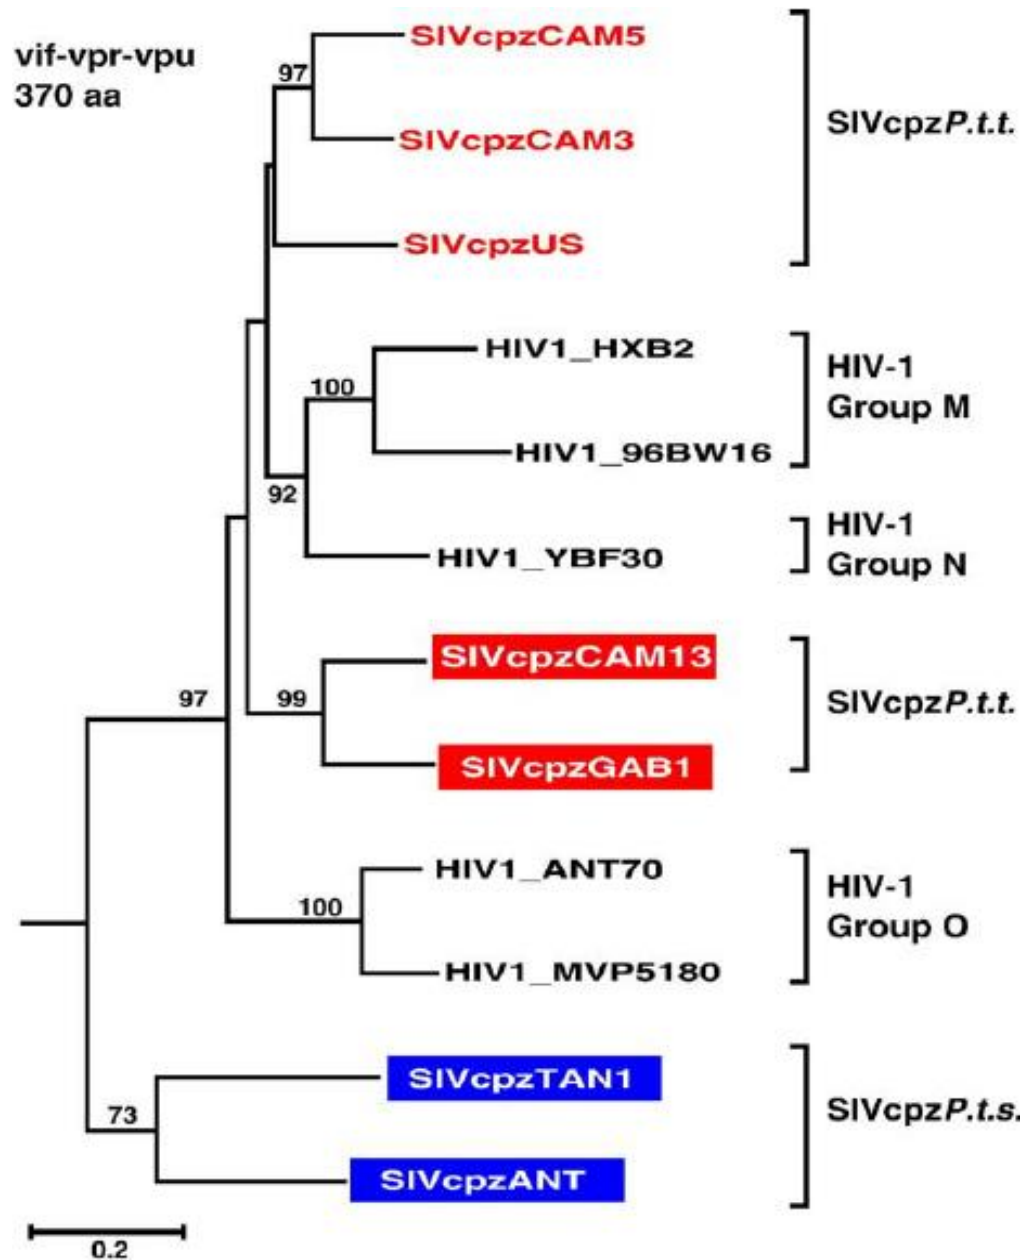 vif-vpr-vpu
370 aa
SIVcpzCAM5
97
SIVcpzCAM3
SIVcpzP.t.t.
SIVcpzUS
HIV1_HXB2
100
HIV1_96BW16
HIV-1
Group M
92
HIV1_YBF30
HIV-1
Group N
SIVcpzCAM13
97
99
SIVcpzGAB1
SIVcpzP.t.t.
HIV1_ANT70
100
HIV1_MVP5180
HIV-1
Group O
SIVcpzTAN1
73
SIVcpzANT
SIVcpzP.t.s.
0.2